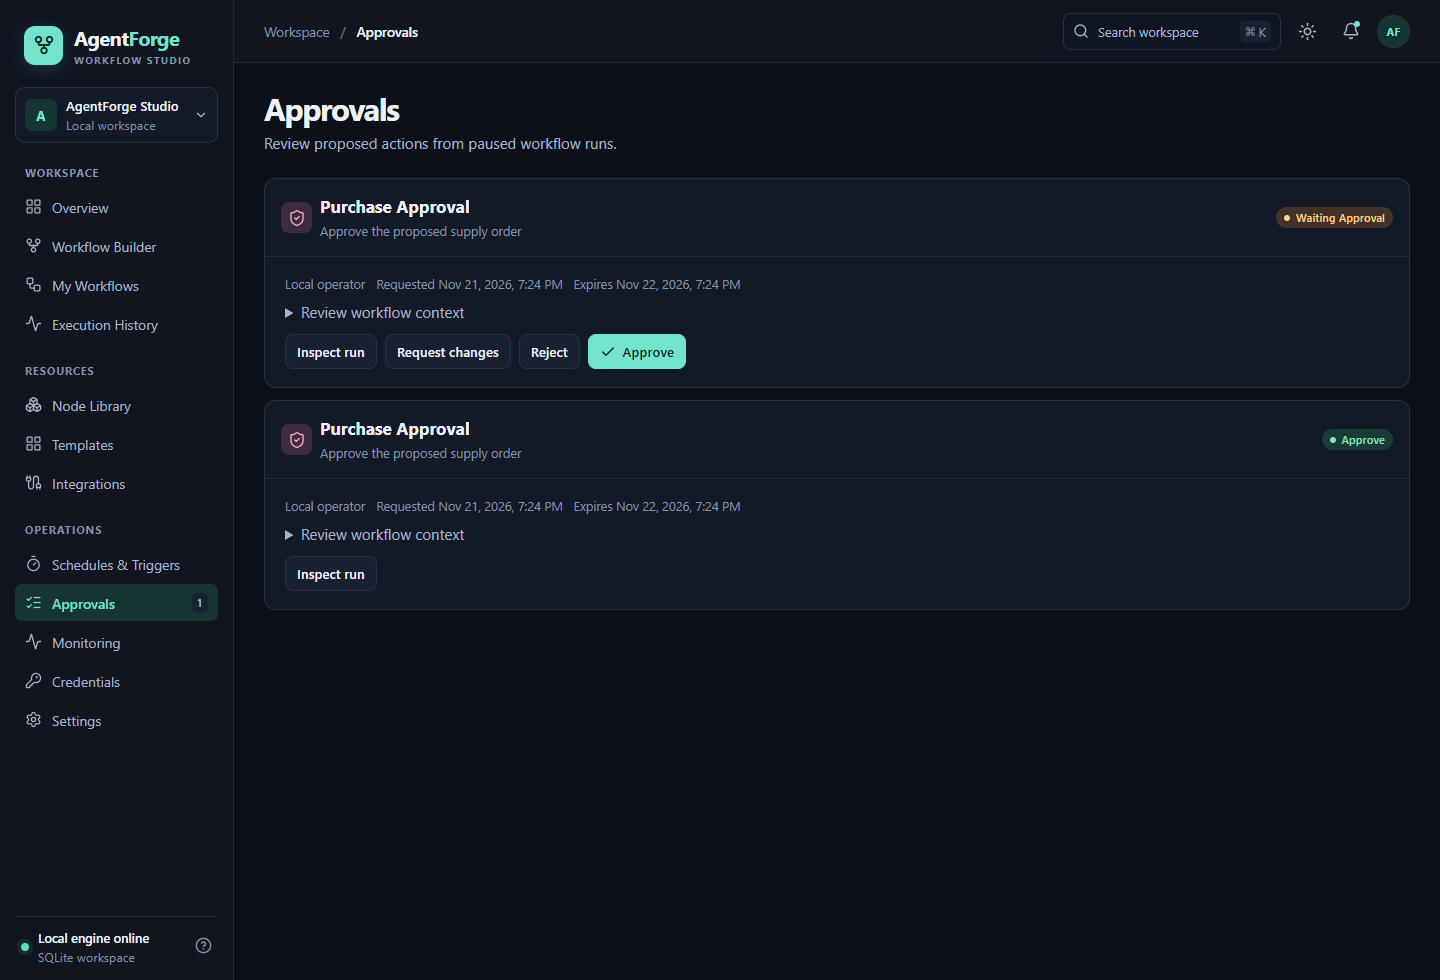 AgentForge
WORKFLOW STUDIO
A
AgentForge Studio
Local workspace
WORKSPACE
Overview
Workflow Builder
My Workflows
Execution History
RESOURCES
Node Library
Templates
Integrations
OPERATIONS
Schedules & Triggers
Approvals
1
Monitoring
Credentials
Settings
Local engine online
SQLite workspace
Workspace / Approvals
Search workspace
⌘ K
AF
Approvals
Review proposed actions from paused workflow runs.
Purchase Approval
Approve the proposed supply order
Waiting Approval
Local operator Requested Nov 21, 2026, 7:24 PM Expires Nov 22, 2026, 7:24 PM
Review workflow context
Inspect run
Request changes
Reject
Approve
Purchase Approval
Approve the proposed supply order
Approve
Local operator Requested Nov 21, 2026, 7:24 PM Expires Nov 22, 2026, 7:24 PM
Review workflow context
Inspect run